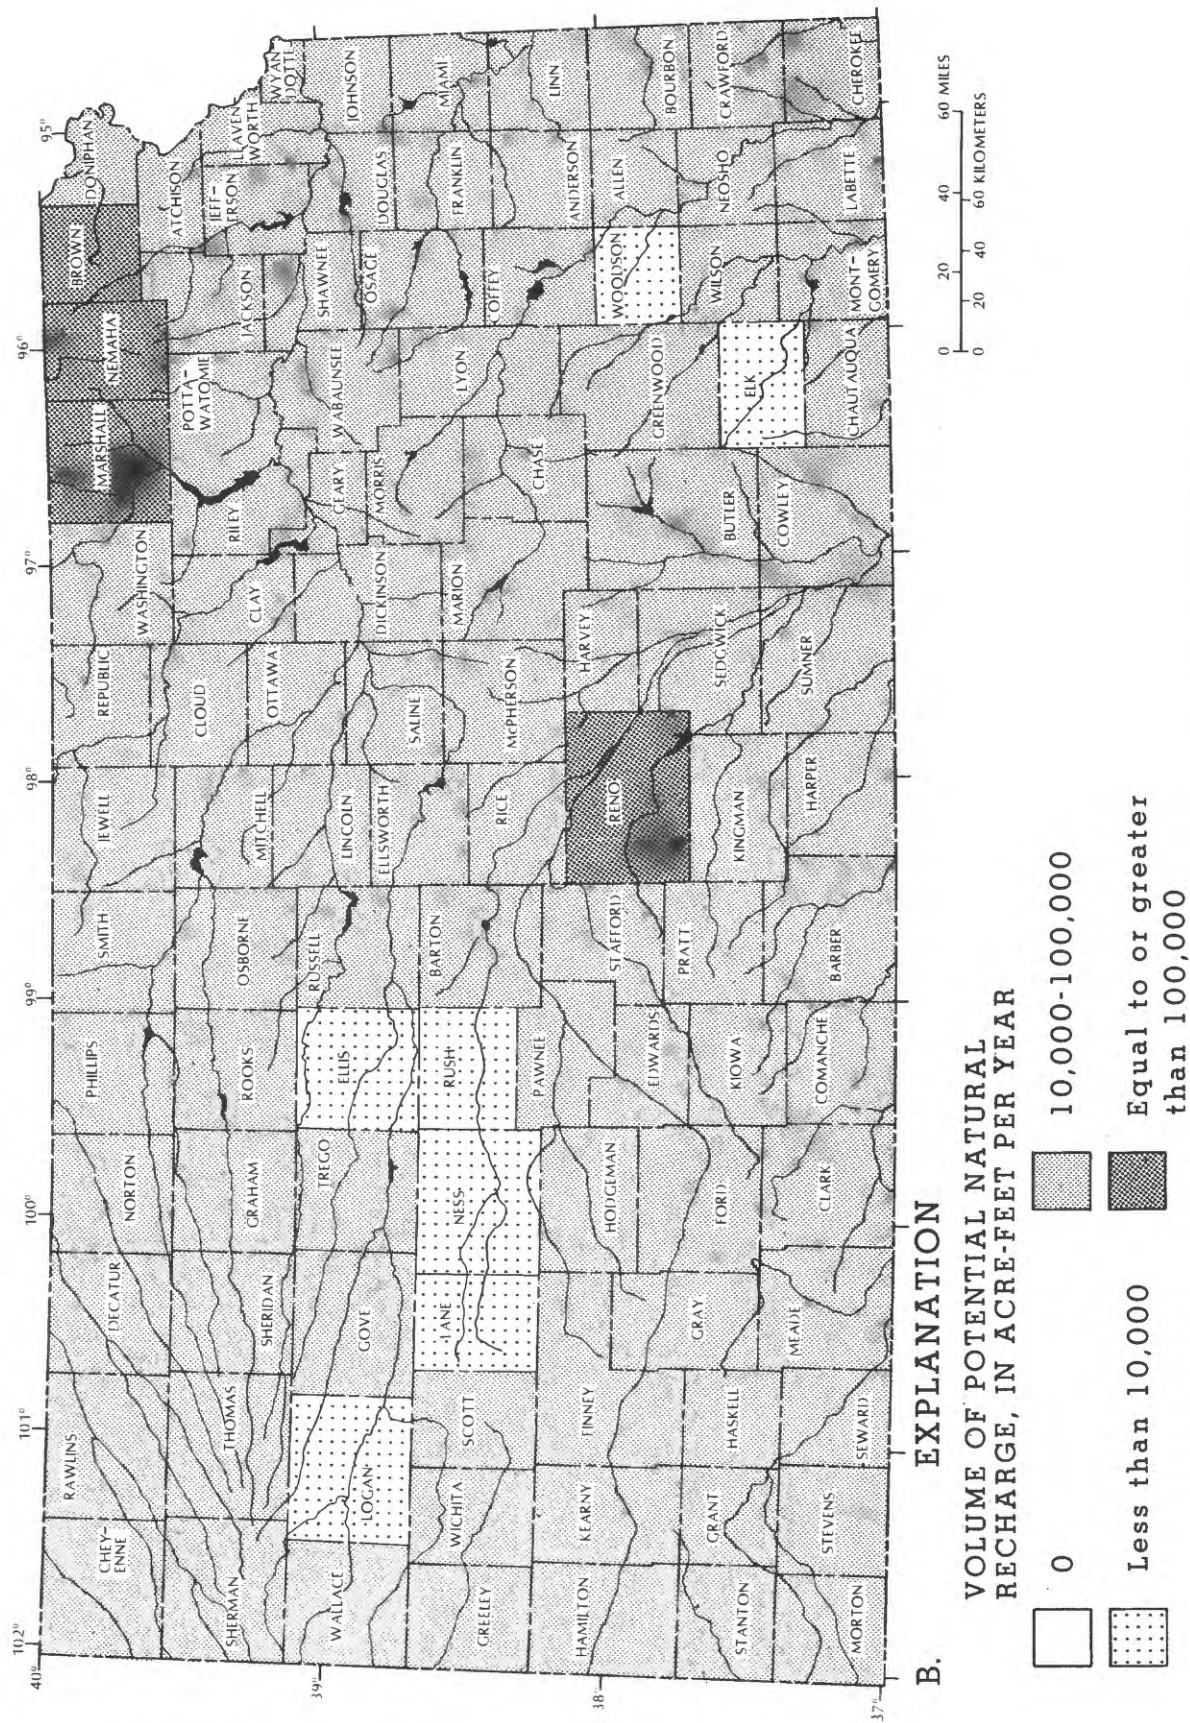 102°
101°
100°
99°
98°
97°
96°
95°
40°
39°
38°
37°
CHEY-
ENNE
RAWLINS
DECATUR
NORTON
PHILLIPS
SMITH
JEWELL
REPUBLIC
WASHINGTON
MARSHALL
NEMAHA
BROWN
DONIPHAN
SHERMAN
THOMAS
SHERIDAN
GRAHAM
ROOKS
OSBORNE
MITCHELL
CLOUD
CLAY
RILEY
POTTA-
WATOMIE
JACKSON
ATCHISON
JEFF-
ERSON
LEAVEN
WORTH
WYAN
DOTTE
WALLACE
LOGAN
GOVE
TREGO
ELLIS
RUSSELL
LINCOLN
OTTAWA
DICKINSON
GEARY
WABAUNSEE
SHAWNEE
DOUGLAS
JOHNSON
ELLSWORTH
SALINE
MORRIS
OSAGE
FRANKLIN
MIAMI
GREELEY
WICHITA
SCOTT
LANE
NESS
RUSH
BARTON
RICE
McPHERSON
MARION
CHASE
LYON
COFFEY
ANDERSON
LINN
HAMILTON
KEARNY
FINNEY
HODGEMAN
PAWNEE
STAFFORD
RENO
HARVEY
BUTLER
GREENWOOD
WOODSON
ALLEN
BOURBON
STANTON
GRANT
HASKELL
GRAY
FORD
EDWARDS
KIOWA
PRATT
KINGMAN
SEDGWICK
ELK
WILSON
NEOSHO
CRAWFORD
MORTON
STEVENS
SEWARD
MEADE
CLARK
COMANCHE
BARBER
HARPER
SUMNER
COWLEY
CHAUTAUQUA
MONT-
GOMERY
LABETTE
CHEROKEE
0 20 40 60 MILES
0 20 40 60 KILOMETERS
B. EXPLANATION
VOLUME OF POTENTIAL NATURAL
RECHARGE, IN ACRE-FEET PER YEAR
0
10,000-100,000
Less than 10,000
Equal to or greater
than 100,000